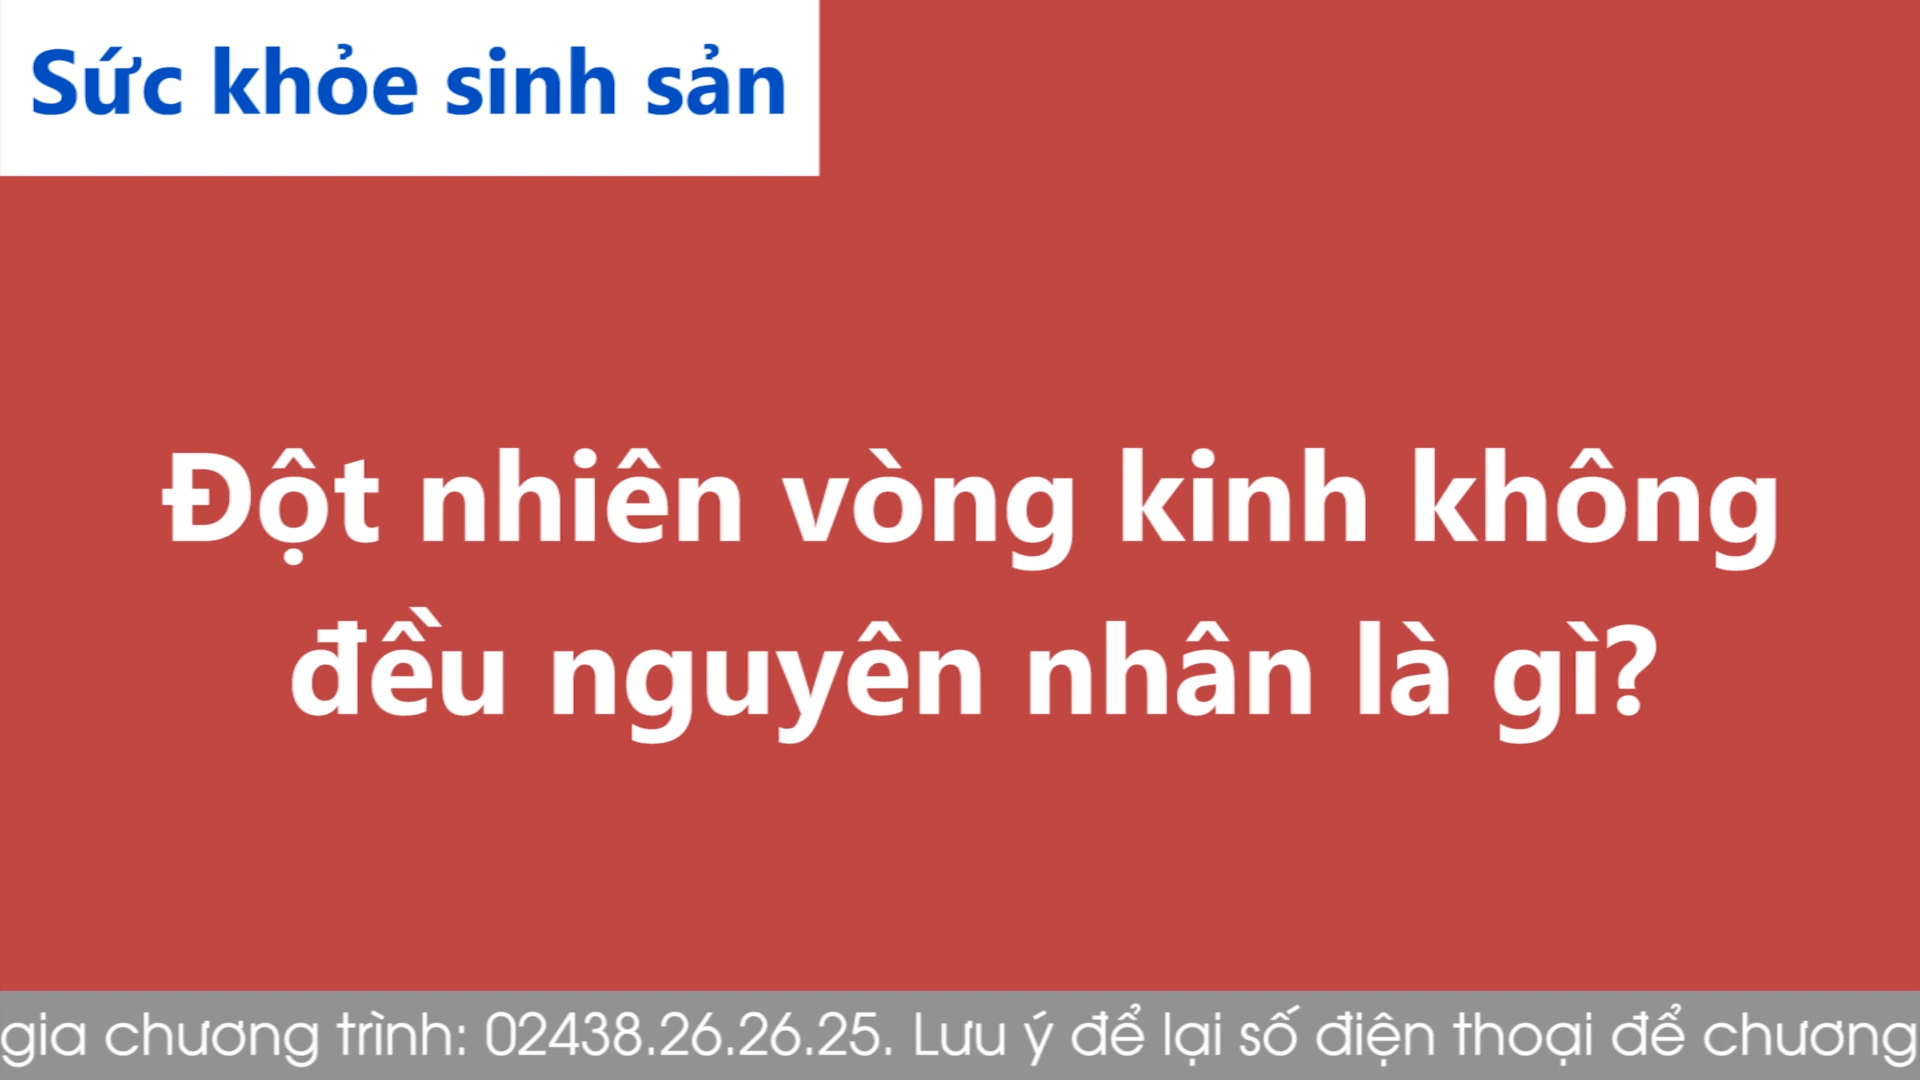 Sức khỏe sinh sản
Đột nhiên vòng kinh không
đều nguyên nhân là gì?
gia chương trình: 02438.26.26.25. Lưu ý để lại số điện thoại để chương